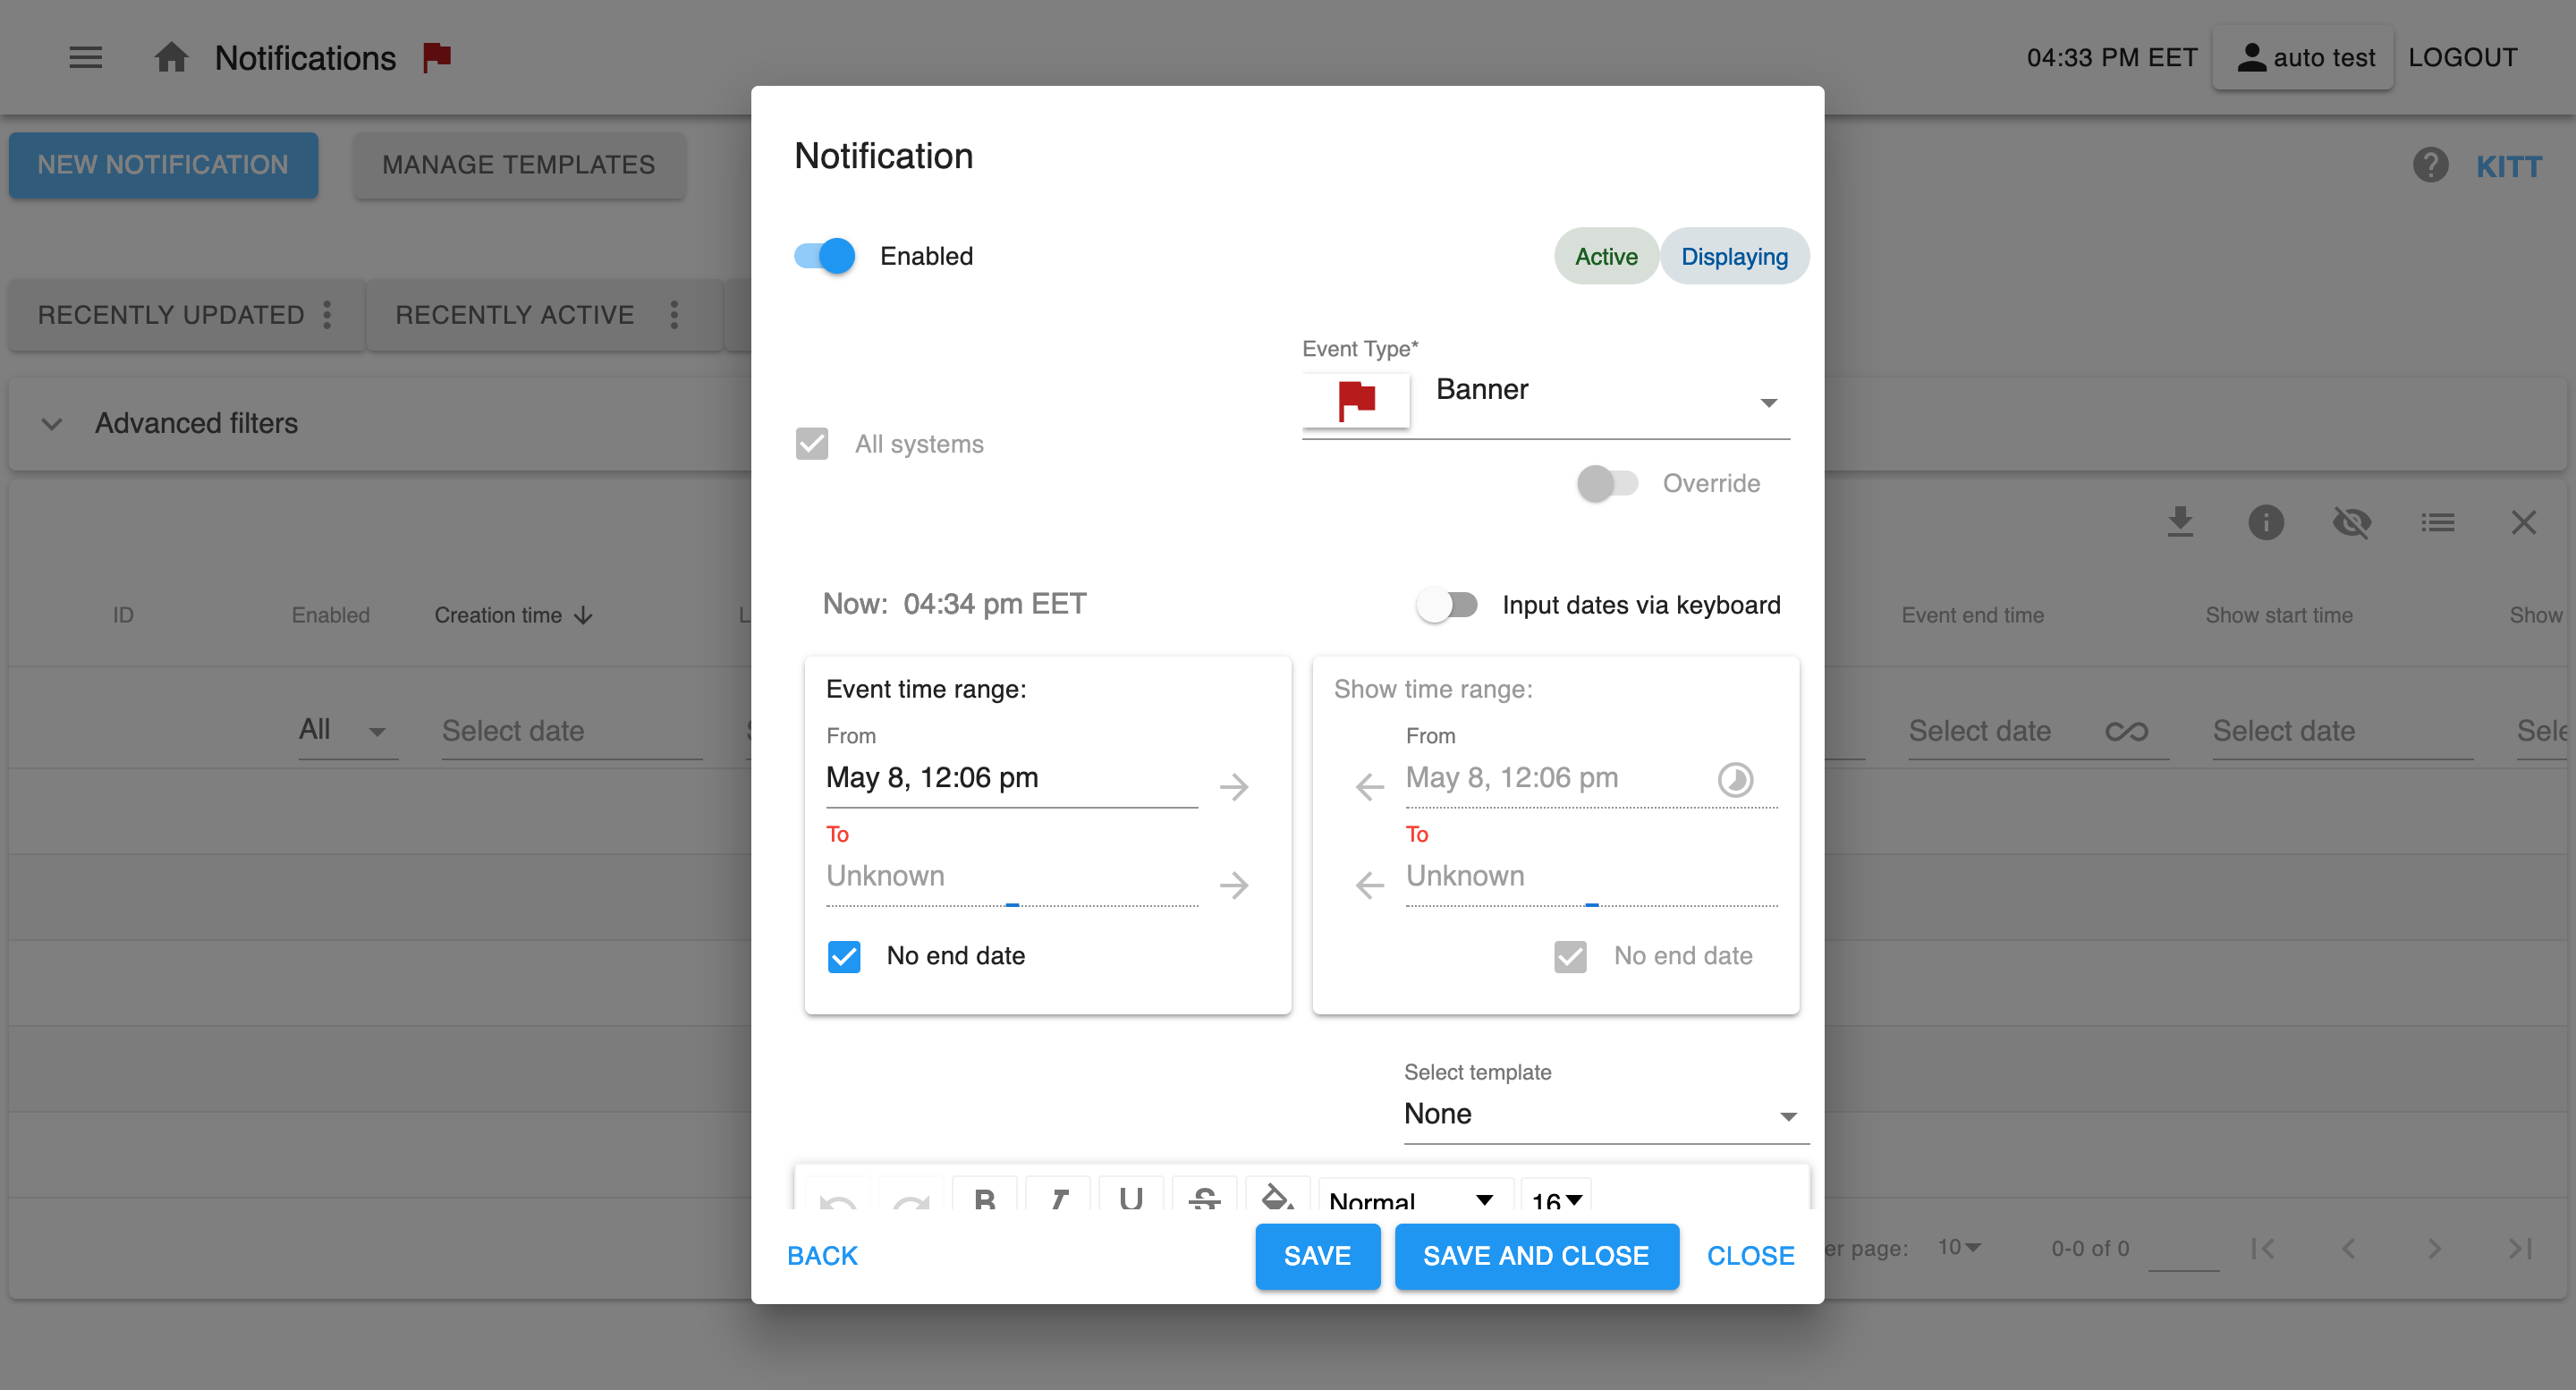 Notifications
04:33 PM EET
auto test
LOGOUT
NEW NOTIFICATION
MANAGE TEMPLATES
KITT
RECENTLY UPDATED
RECENTLY ACTIVE
Advanced filters
ID
Enabled
Creation time
Event end time
Show start time
Show
All
Select date
Select date
Select date
er page:
10
0-0 of 0
Notification
Enabled
Active
Displaying
Event Type*
Banner
All systems
Override
Now: 04:34 pm EET
Input dates via keyboard
Event time range:
From
May 8, 12:06 pm
To
Unknown
No end date
Show time range:
From
May 8, 12:06 pm
To
Unknown
No end date
Select template
None
B I U S Normal 16
BACK
SAVE
SAVE AND CLOSE
CLOSE